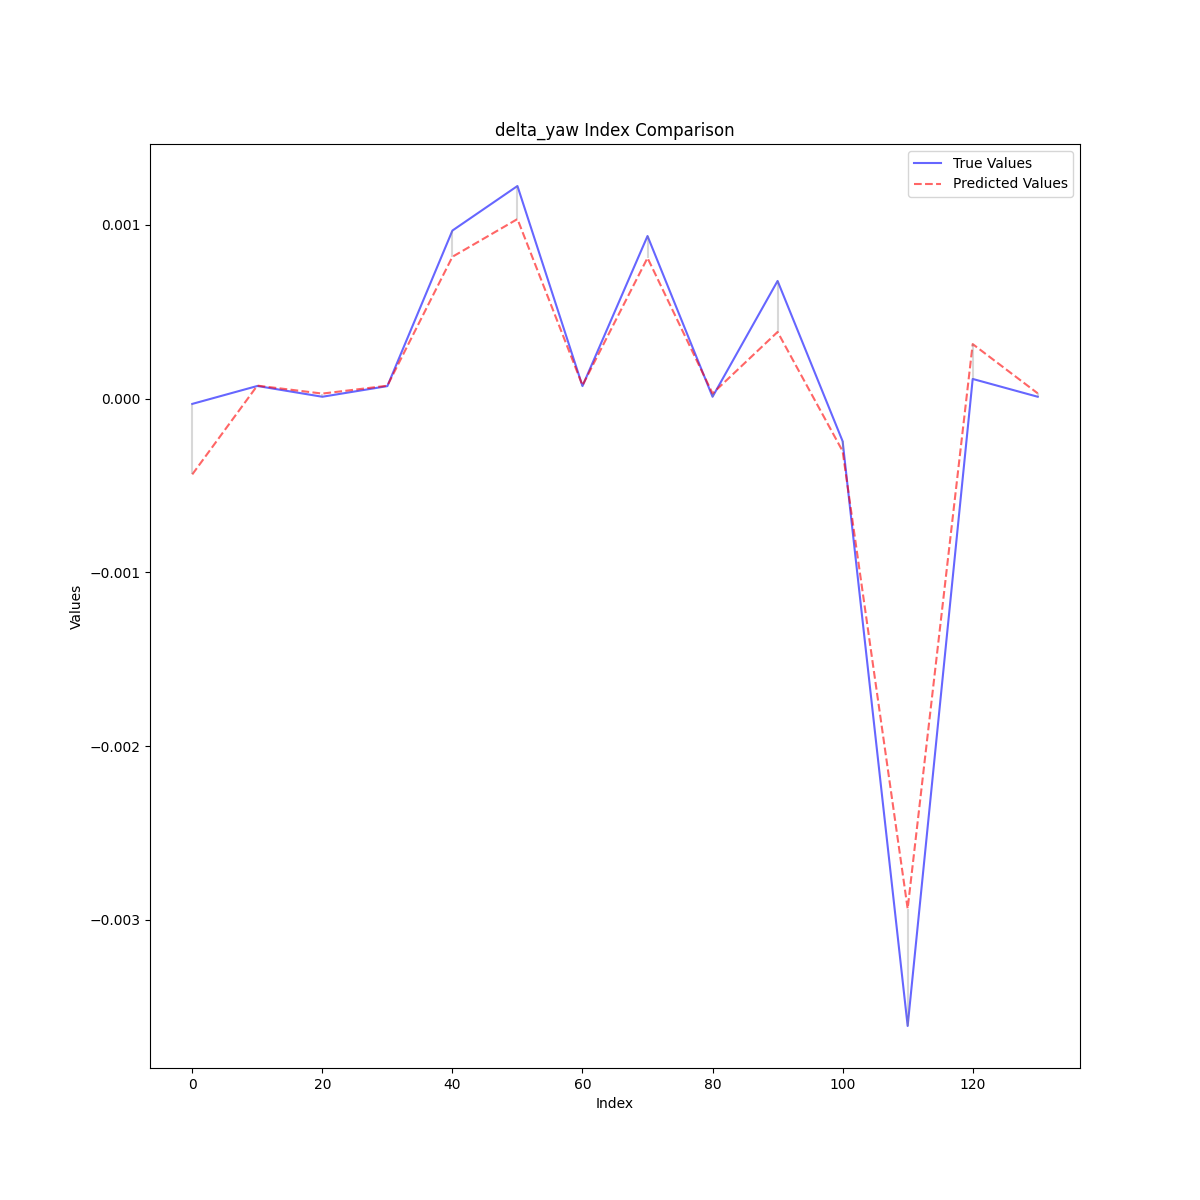 delta_yaw Index Comparison
True Values
Predicted Values
0.001
0.000
−0.001
−0.002
−0.003
Values
0 20 40 60 80 100 120
Index